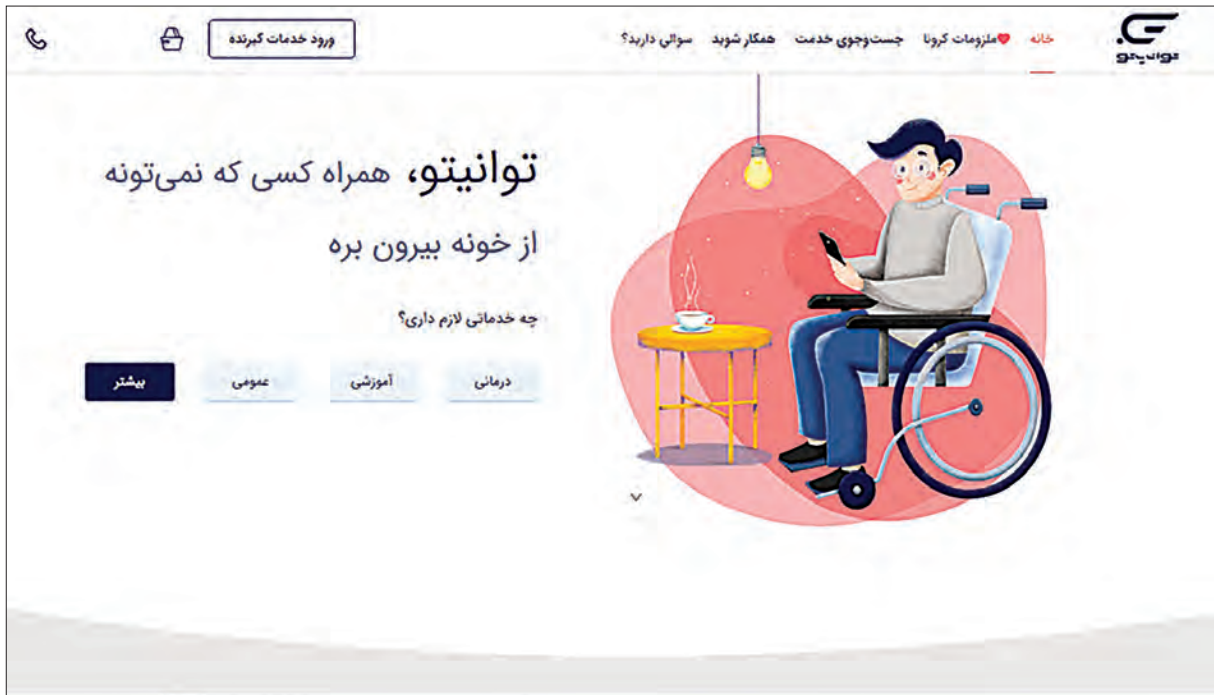 توانیتو
خانه ملزومات کرونا جست‌وجوی خدمت همکار شوید سوالی دارید؟
ورود خدمات گیرنده
توانیتو، همراه کسی که نمی‌تونه
از خونه بیرون بره
چه خدماتی لازم داری؟
درمانی آموزشی عمومی بیشتر